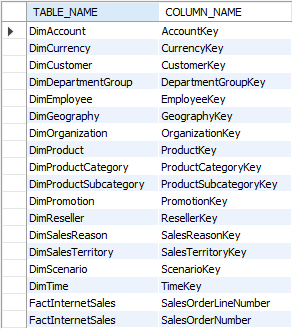 TABLE_NAME COLUMN_NAME
DimAccount AccountKey
DimCurrency CurrencyKey
DimCustomer CustomerKey
DimDepartmentGroup DepartmentGroupKey
DimEmployee EmployeeKey
DimGeography GeographyKey
DimOrganization OrganizationKey
DimProduct ProductKey
DimProductCategory ProductCategoryKey
DimProductSubcategory ProductSubcategoryKey
DimPromotion PromotionKey
DimReseller ResellerKey
DimSalesReason SalesReasonKey
DimSalesTerritory SalesTerritoryKey
DimScenario ScenarioKey
DimTime TimeKey
FactInternetSales SalesOrderLineNumber
FactInternetSales SalesOrderNumber